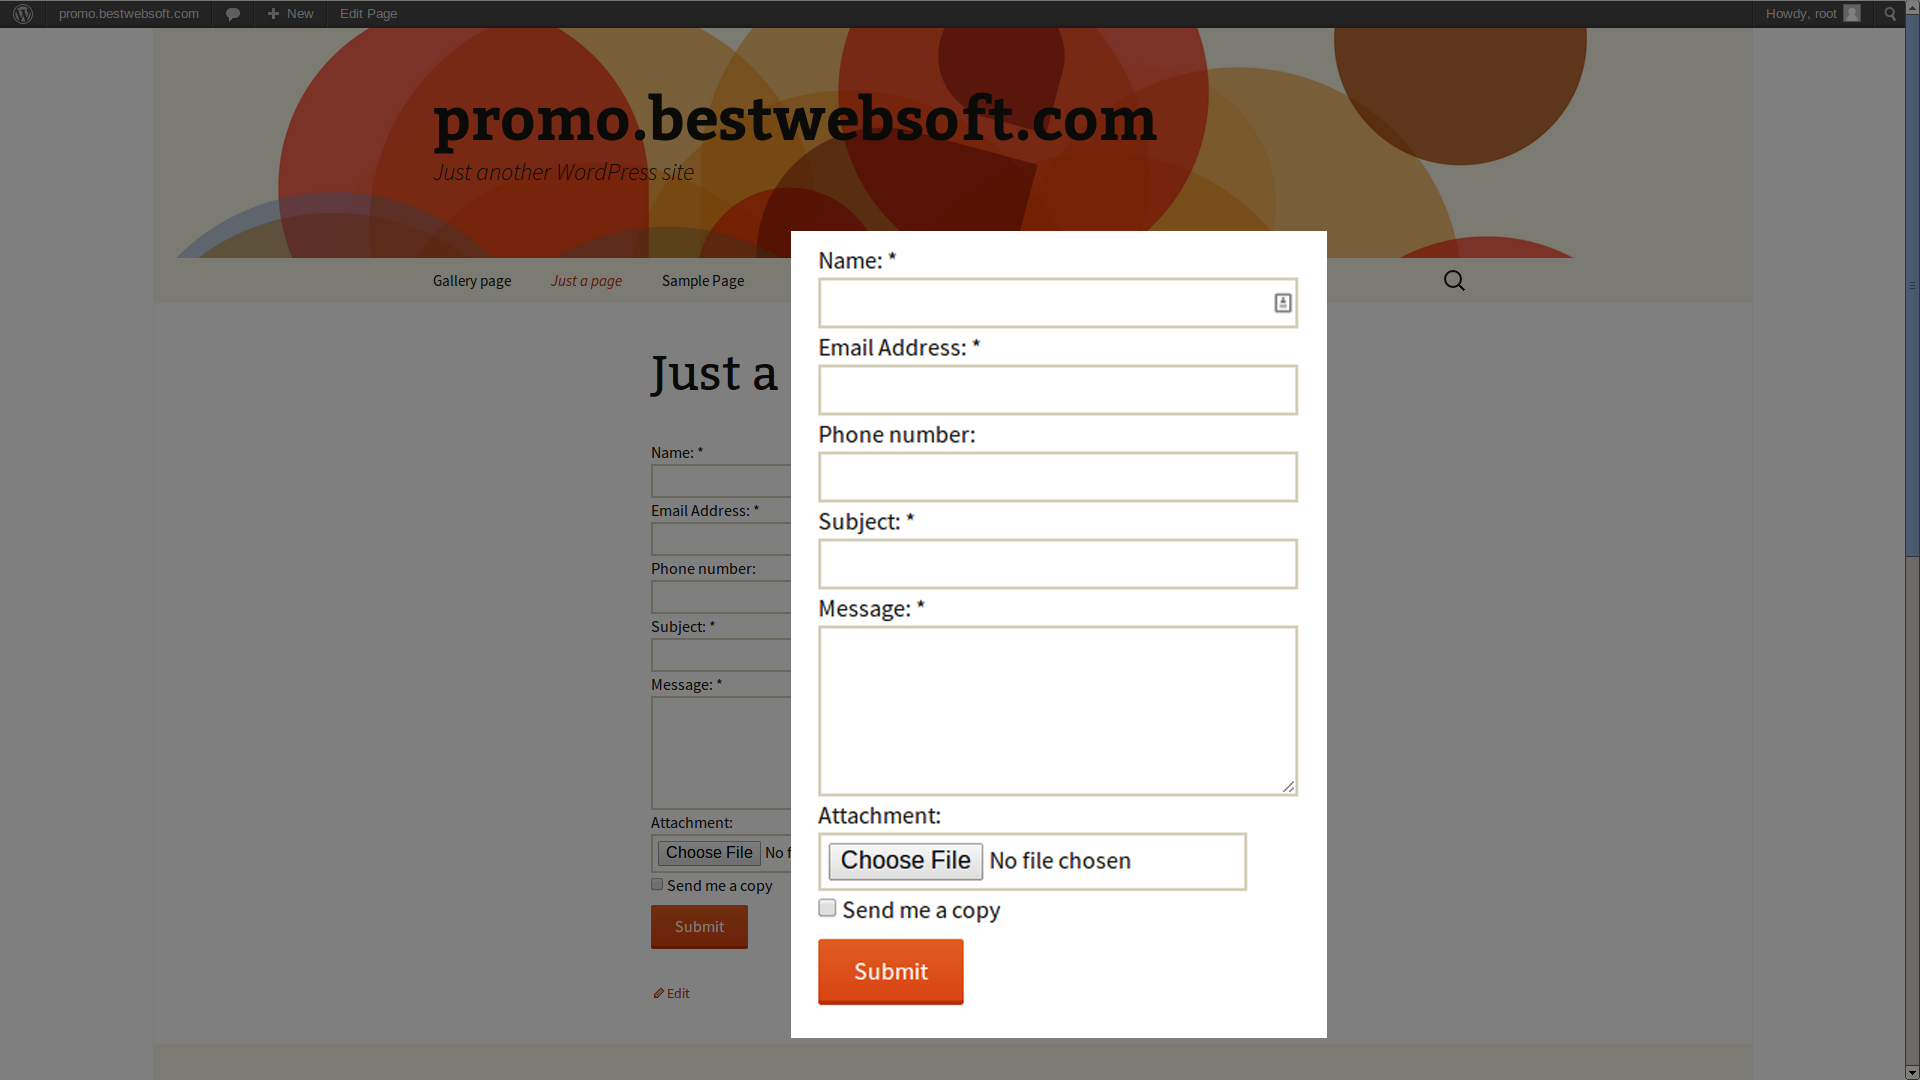 promo.bestwebsoft.com New Edit Page Howdy, root
promo.bestwebsoft.com
Just another WordPress site
Gallery page Just a page Sample Page
Just a
Name: *
Email Address: *
Phone number:
Subject: *
Message: *
Attachment:
Choose File No f
Send me a copy
Submit
Edit
Name: *
Email Address: *
Phone number:
Subject: *
Message: *
Attachment:
Choose File No file chosen
Send me a copy
Submit